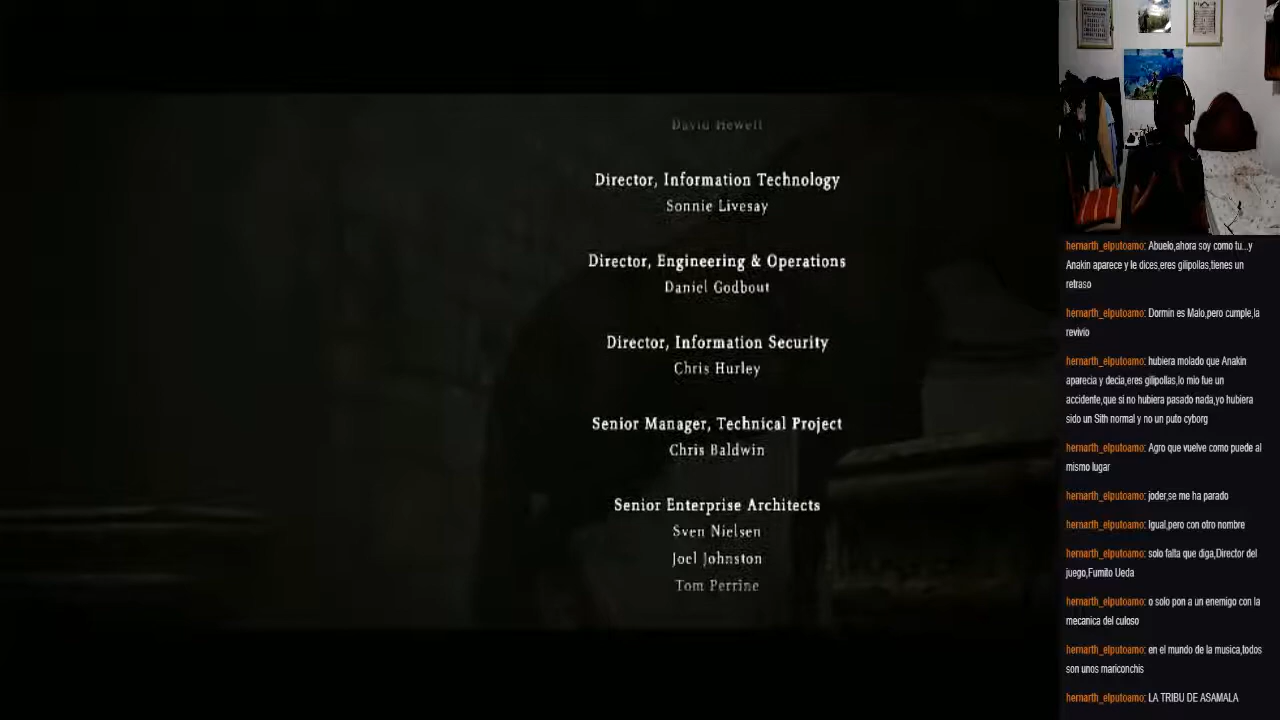 David Hewell
Director, Information Technology
Sonnie Livesay
Director, Engineering & Operations
Daniel Godbout
Director, Information Security
Chris Hurley
Senior Manager, Technical Project
Chris Baldwin
Senior Enterprise Architects
Sven Nielsen
Joel Johnston
Tom Perrine
hernarth_elputoamo: Abuelo,ahora soy como tu...y
Anakin aparece y le dices,eres gilipollas,tienes un
retraso
hernarth_elputoamo: Dormin es Malo,pero cumple,la
revivio
hernarth_elputoamo: hubiera molado que Anakin
aparecia y decia,eres gilipollas,lo mio fue un
accidente,que si no hubiera pasado nada,yo hubiera
sido un Sith normal y no un puto cyborg
hernarth_elputoamo: Agro que vuelve como puede al
mismo lugar
hernarth_elputoamo: joder,se me ha parado
hernarth_elputoamo: Igual,pero con otro nombre
hernarth_elputoamo: solo falta que diga,Director del
juego,Fumito Ueda
hernarth_elputoamo: o solo pon a un enemigo con la
mecanica del culoso
hernarth_elputoamo: en el mundo de la musica,todos
son unos mariconchis
hernarth_elputoamo: LA TRIBU DE ASAMALA